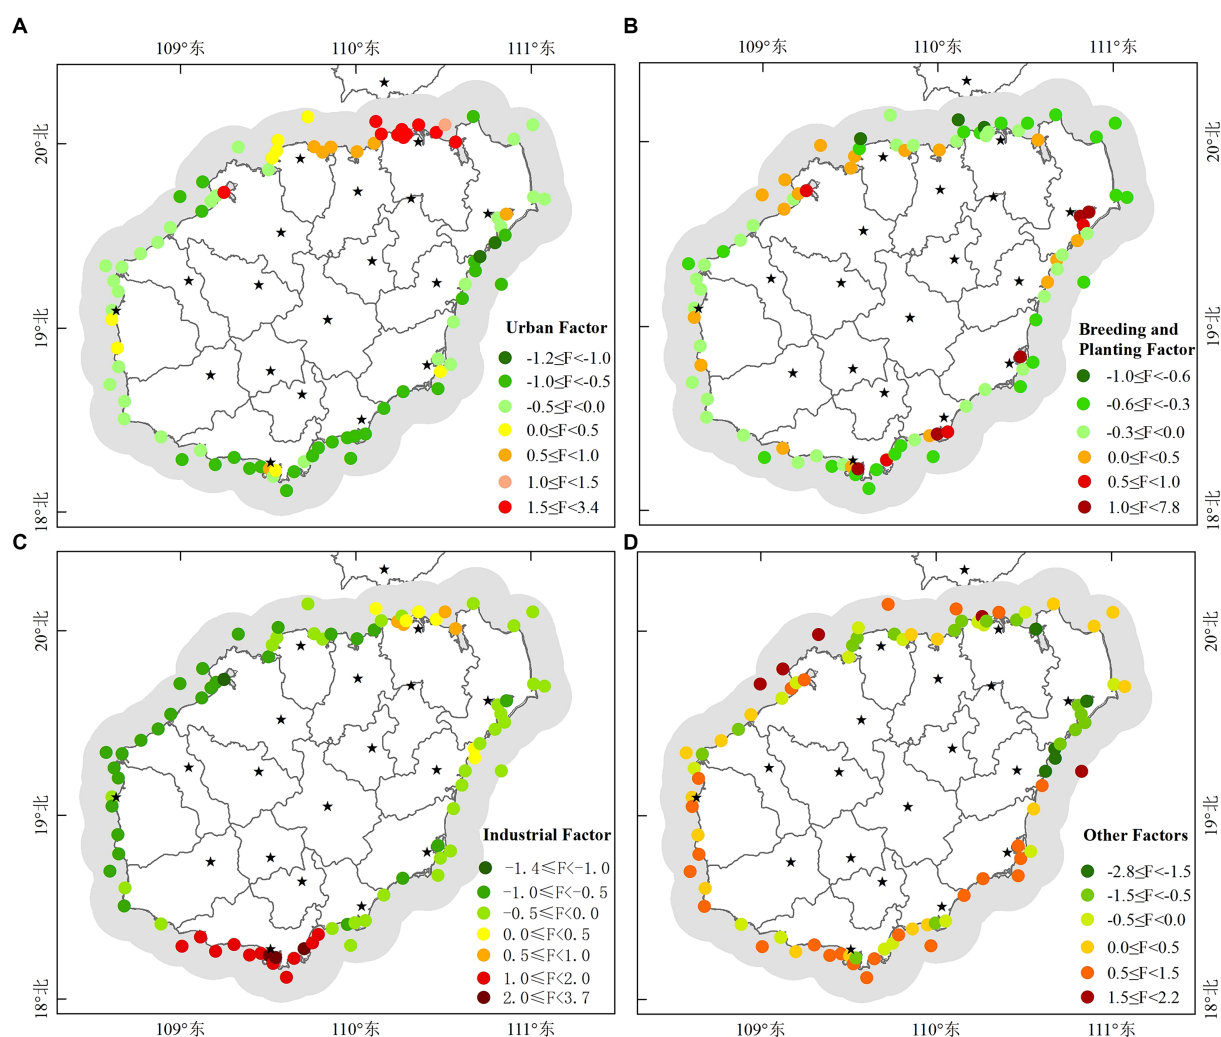 A
B
109°东
110°东
111°东
109°东
110°东
111°东
20°北
19°北
18°北
20°北
19°北
18°北
Urban Factor
-1.2≤F<-1.0
-1.0≤F<-0.5
-0.5≤F<0.0
0.0≤F<0.5
0.5≤F<1.0
1.0≤F<1.5
1.5≤F<3.4
Breeding and
Planting Factor
-1.0≤F<-0.6
-0.6≤F<-0.3
-0.3≤F<0.0
0.0≤F<0.5
0.5≤F<1.0
1.0≤F<7.8
C
D
20°北
19°北
18°北
20°北
19°北
18°北
Industrial Factor
-1.4≤F<-1.0
-1.0≤F<-0.5
-0.5≤F<0.0
0.0≤F<0.5
0.5≤F<1.0
1.0≤F<2.0
2.0≤F<3.7
Other Factors
-2.8≤F<-1.5
-1.5≤F<-0.5
-0.5≤F<0.0
0.0≤F<0.5
0.5≤F<1.5
1.5≤F<2.2
109°东
110°东
111°东
109°东
110°东
111°东